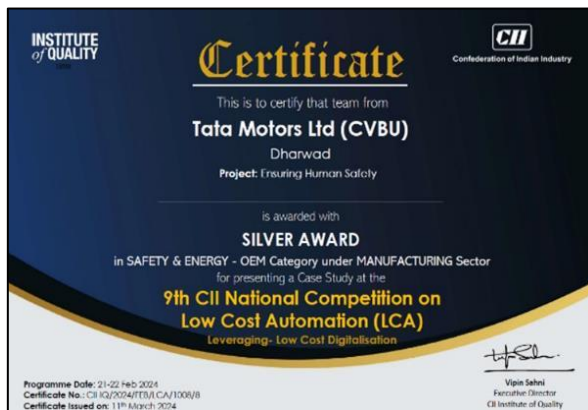 INSTITUTE
of QUALITY
CII
Confederation of Indian Industry
Certificate
This is to certify that team from
Tata Motors Ltd (CVBU)
Dharwad
Project: Ensuring Human Safety
is awarded with
SILVER AWARD
in SAFETY & ENERGY - OEM Category under MANUFACTURING Sector
for presenting a Case Study at the
9th CII National Competition on
Low Cost Automation (LCA)
Leveraging- Low Cost Digitalisation
Vipin Sahni
Executive Director
CII Institute of Quality
Programme Date: 21-22 Feb 2024
Certificate No.: CII IQ/2024/FEB/LCA/1008/8
Certificate Issued on: 11th March 2024